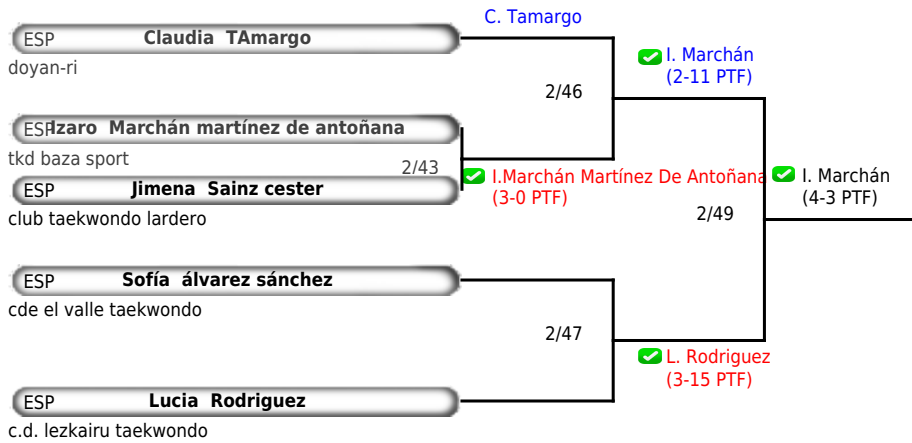 C. Tamargo
ESP Claudia TAmargo
doyan-ri
I. Marchán
(2-11 PTF)
2/46
ESP Izaro Marchán martínez de antoñana
tkd baza sport
2/43
I.Marchán Martínez De Antoñana
(3-0 PTF)
I. Marchán
(4-3 PTF)
ESP Jimena Sainz cester
club taekwondo lardero
2/49
ESP Sofía álvarez sánchez
cde el valle taekwondo
2/47
L. Rodriguez
(3-15 PTF)
ESP Lucia Rodriguez
c.d. lezkairu taekwondo